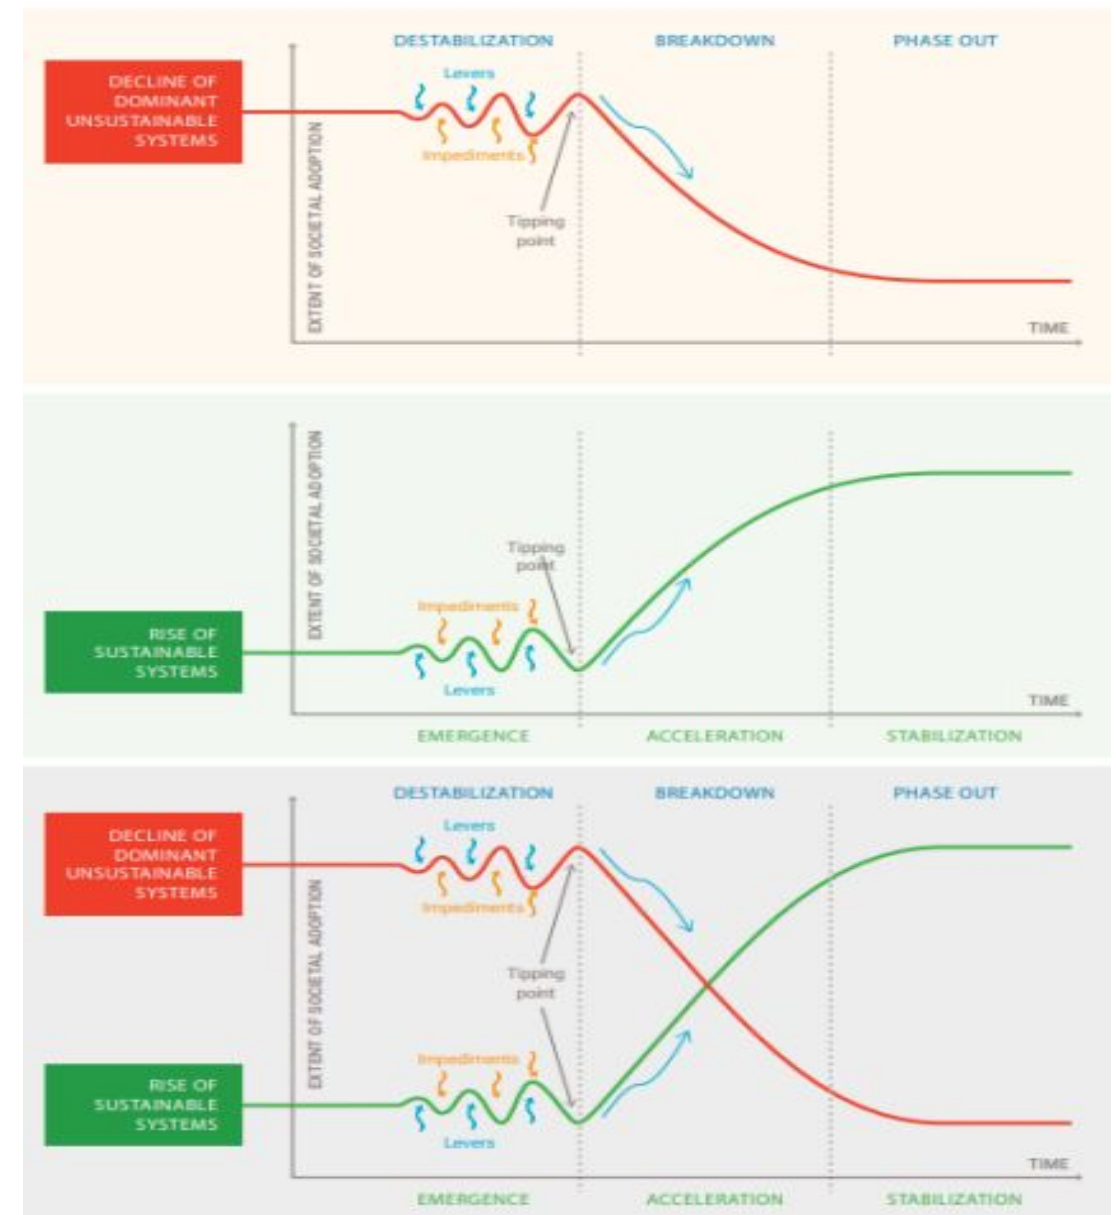 DESTABILIZATION
BREAKDOWN
PHASE OUT
DECLINE OF
DOMINANT
UNSUSTAINABLE
SYSTEMS
Levers
Impediments
Tipping
point
EXTENT OF SOCIETAL ADOPTION
TIME
EXTENT OF SOCIETAL ADOPTION
Tipping
point
Impediments
RISE OF
SUSTAINABLE
SYSTEMS
Levers
TIME
EMERGENCE
ACCELERATION
STABILIZATION
DESTABILIZATION
BREAKDOWN
PHASE OUT
DECLINE OF
DOMINANT
UNSUSTAINABLE
SYSTEMS
Levers
Impediments
EXTENT OF SOCIETAL ADOPTION
Tipping
point
Impediments
RISE OF
SUSTAINABLE
SYSTEMS
Levers
TIME
EMERGENCE
ACCELERATION
STABILIZATION